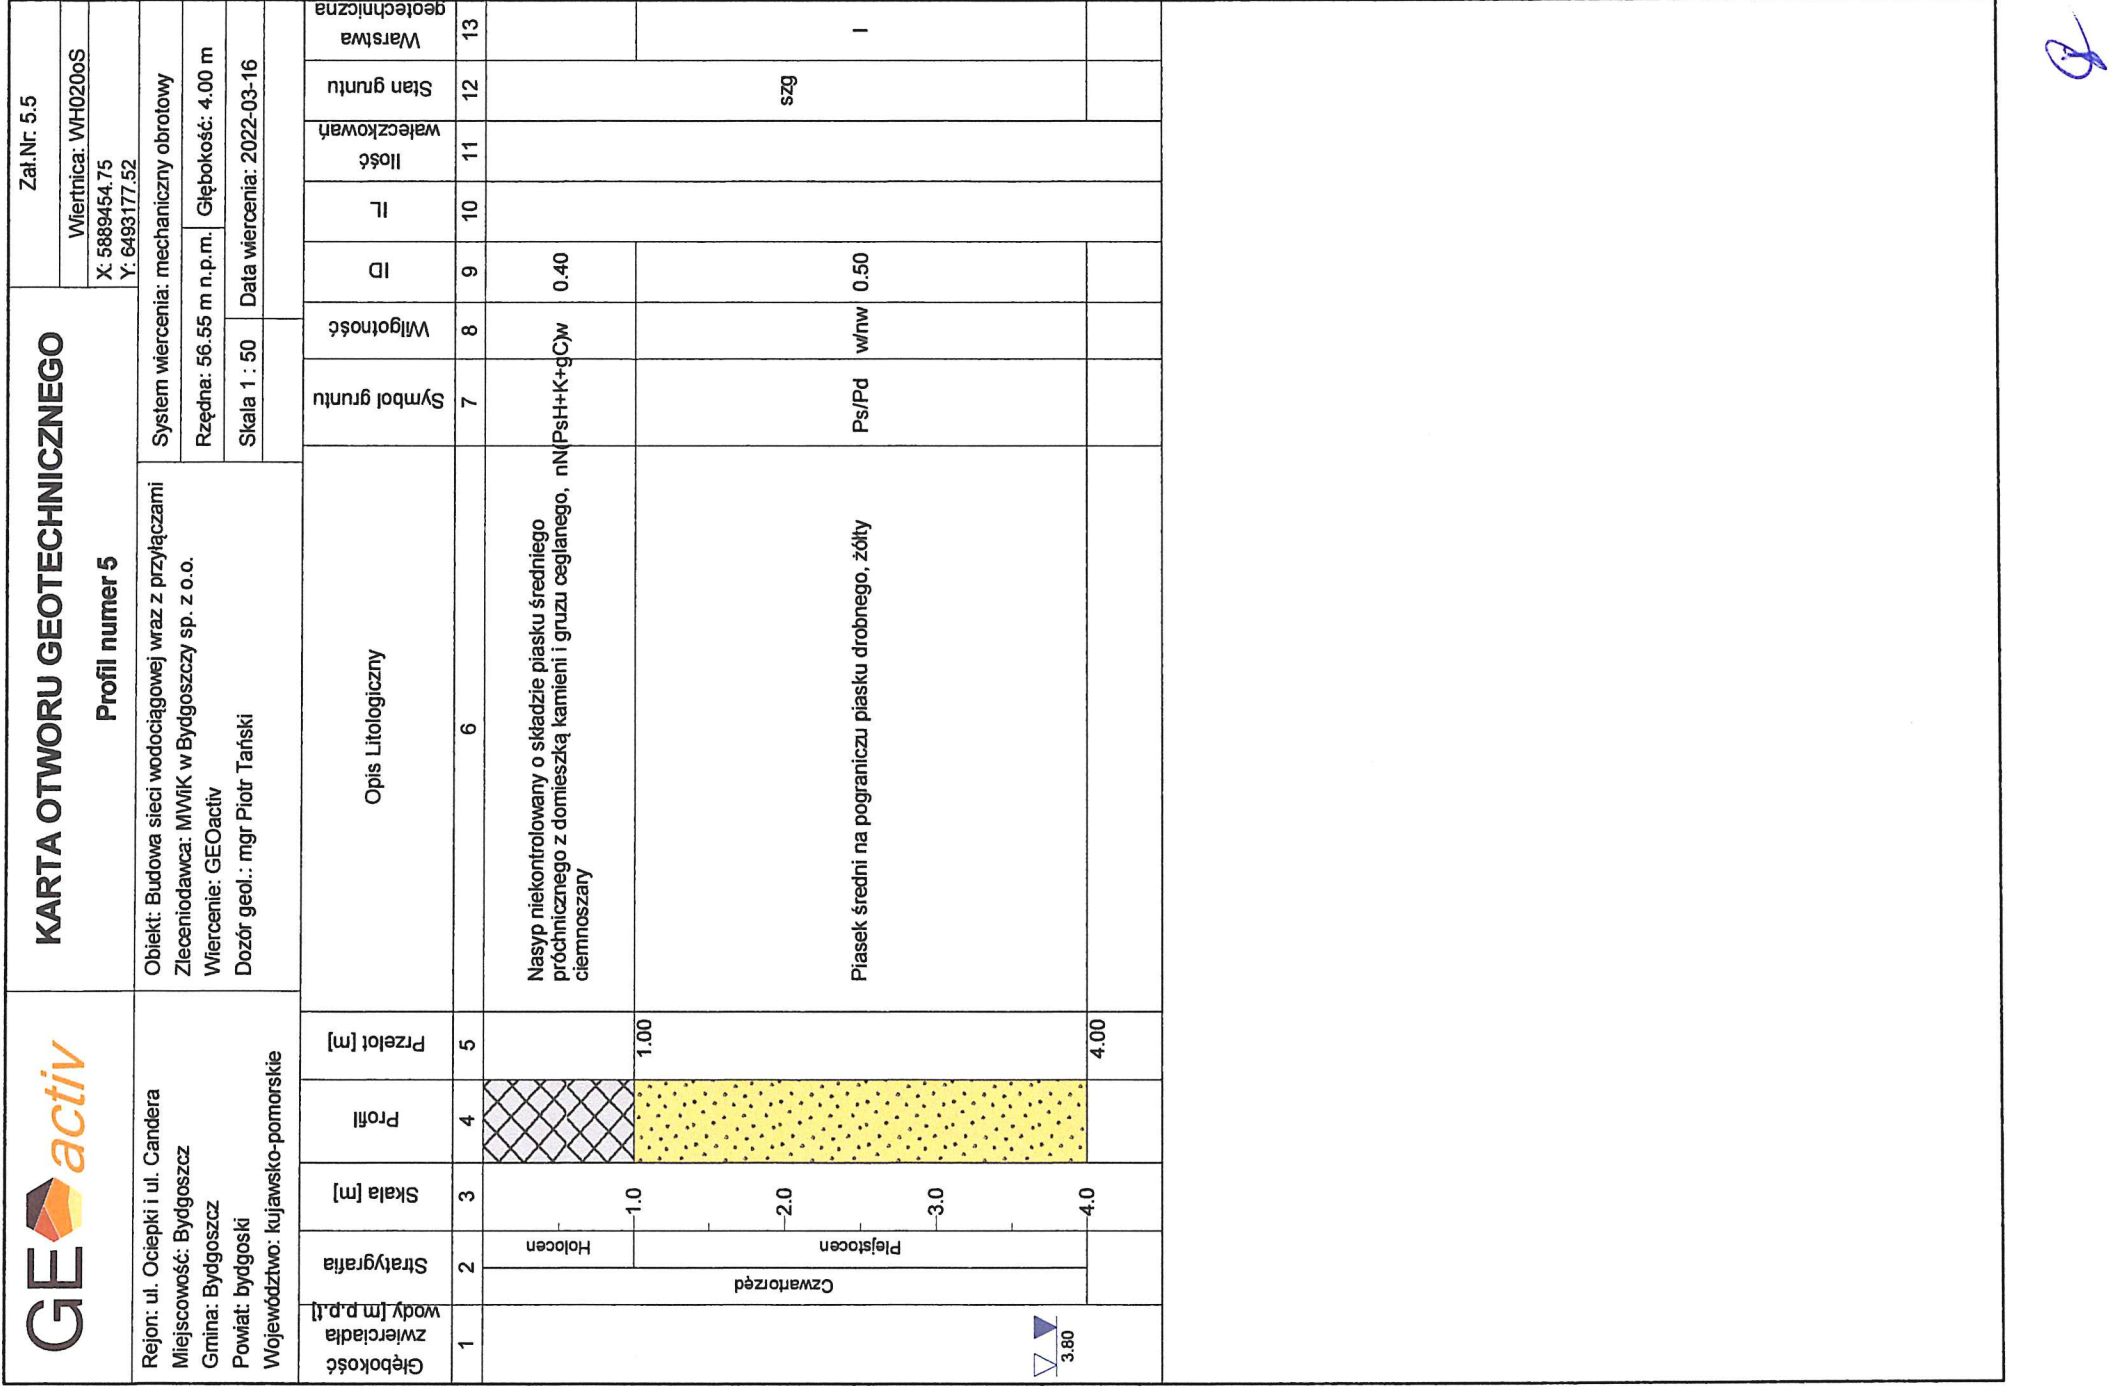 GEOactiv
KARTA OTWORU GEOTECHNICZNEGO
Profil numer 5
Zał.Nr: 5.5
Wiertnica: WH020oS
X: 5889454.75
Y: 6493177.52
Rejon: ul. Ociepki i ul. Candera
Miejscowość: Bydgoszcz
Gmina: Bydgoszcz
Powiat: bydgoski
Województwo: kujawsko-pomorskie
Obiekt: Budowa sieci wodociągowej wraz z przyłączami
Zleceniodawca: MWiK w Bydgoszczy sp. z o.o.
Wiercenie: GEOactiv
Dozór geol.: mgr Piotr Tański
System wiercenia: mechaniczny obrotowy
Rzędna: 56.55 m n.p.m. Głębokość: 4.00 m
Skala 1 : 50 Data wiercenia: 2022-03-16
Głębokość
zwierciadła
wody [m p.p.t]
Stratygrafia
Skala [m]
Profil
Przelot [m]
Opis Litologiczny
Symbol gruntu
Wilgotność
ID
IL
Ilość
wałeczkowań
Stan gruntu
Warstwa
geotechniczna
1 2 3 4 5 6 7 8 9 10 11 12 13
Holocen
Nasyp niekontrolowany o składzie piasku średniego
próchnicznego z domieszką kamieni i gruzu ceglanego,
ciemnoszary
nN(PsH+K+gC)w
0.40
1.0
1.00
Czwartorzęd
Plejstocen
2.0
3.0
Piasek średni na pograniczu piasku drobnego, żółty
Ps/Pd
w/nw
0.50
szg
I
3.80
4.0
4.00